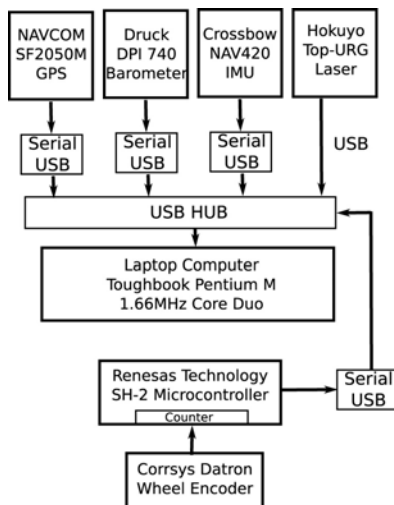 NAVCOM
SF2050M
GPS
Druck
DPI 740
Barometer
Crossbow
NAV420
IMU
Hokuyo
Top-URG
Laser
Serial
USB
Serial
USB
Serial
USB
USB
USB HUB
Laptop Computer
Toughbook Pentium M
1.66MHz Core Duo
Renesas Technology
SH-2 Microcontroller
Counter
Serial
USB
Corrsys Datron
Wheel Encoder